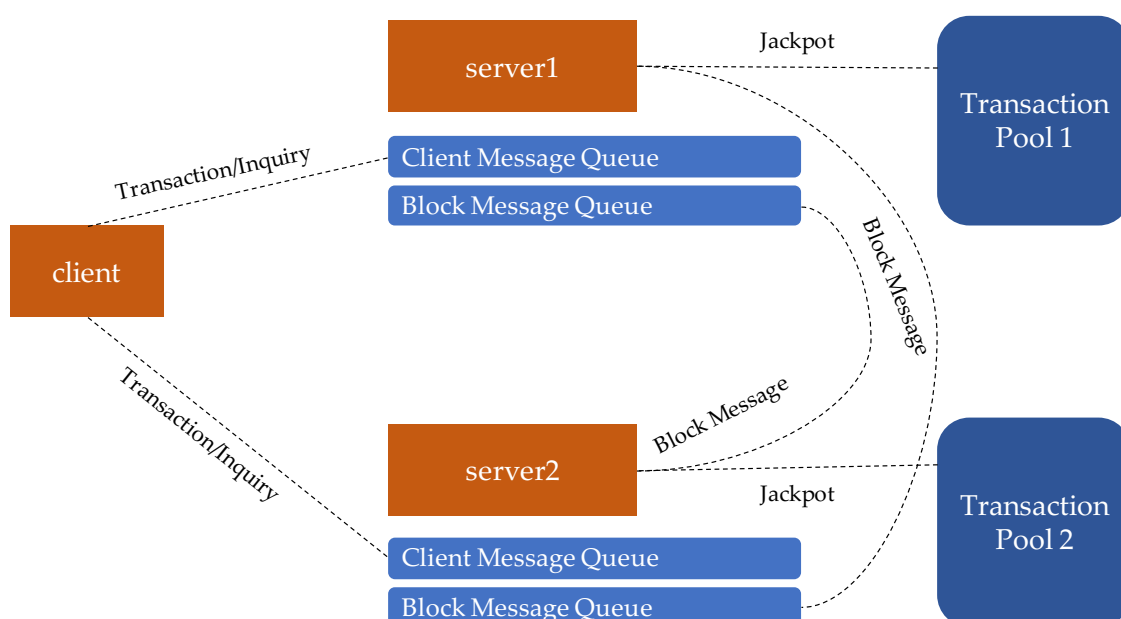 server1
Jackpot
Transaction
Pool 1
Transaction/Inquiry
Client Message Queue
Block Message Queue
client
Block Message
Transaction/Inquiry
Block Message
server2
Jackpot
Transaction
Pool 2
Client Message Queue
Block Message Queue